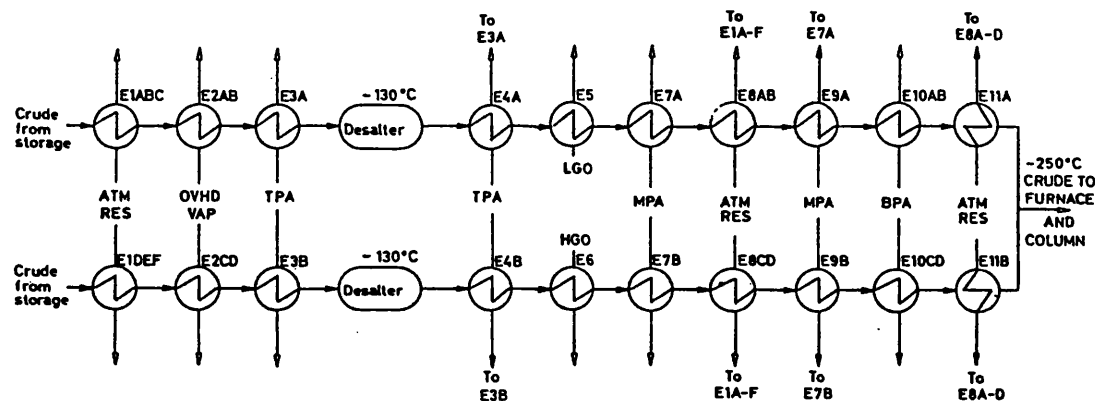 To
E3A
To
E1A-F
To
E7A
To
E8A-D
E1ABC
E2AB
E3A
~130°C
E4A
E5
E7A
E8AB
E9A
E10AB
E11A
Crude
from
storage
Desalter
LGO
~250°C
CRUDE TO
FURNACE
AND
COLUMN
ATM
RES
OVHD
VAP
TPA
TPA
MPA
ATM
RES
MPA
BPA
ATM
RES
HGO
E1DEF
E2CD
E3B
~130°C
E4B
E6
E7B
E8CD
E9B
E10CD
E11B
Crude
from
storage
Desalter
To
E3B
To
E1A-F
To
E7B
To
E8A-D